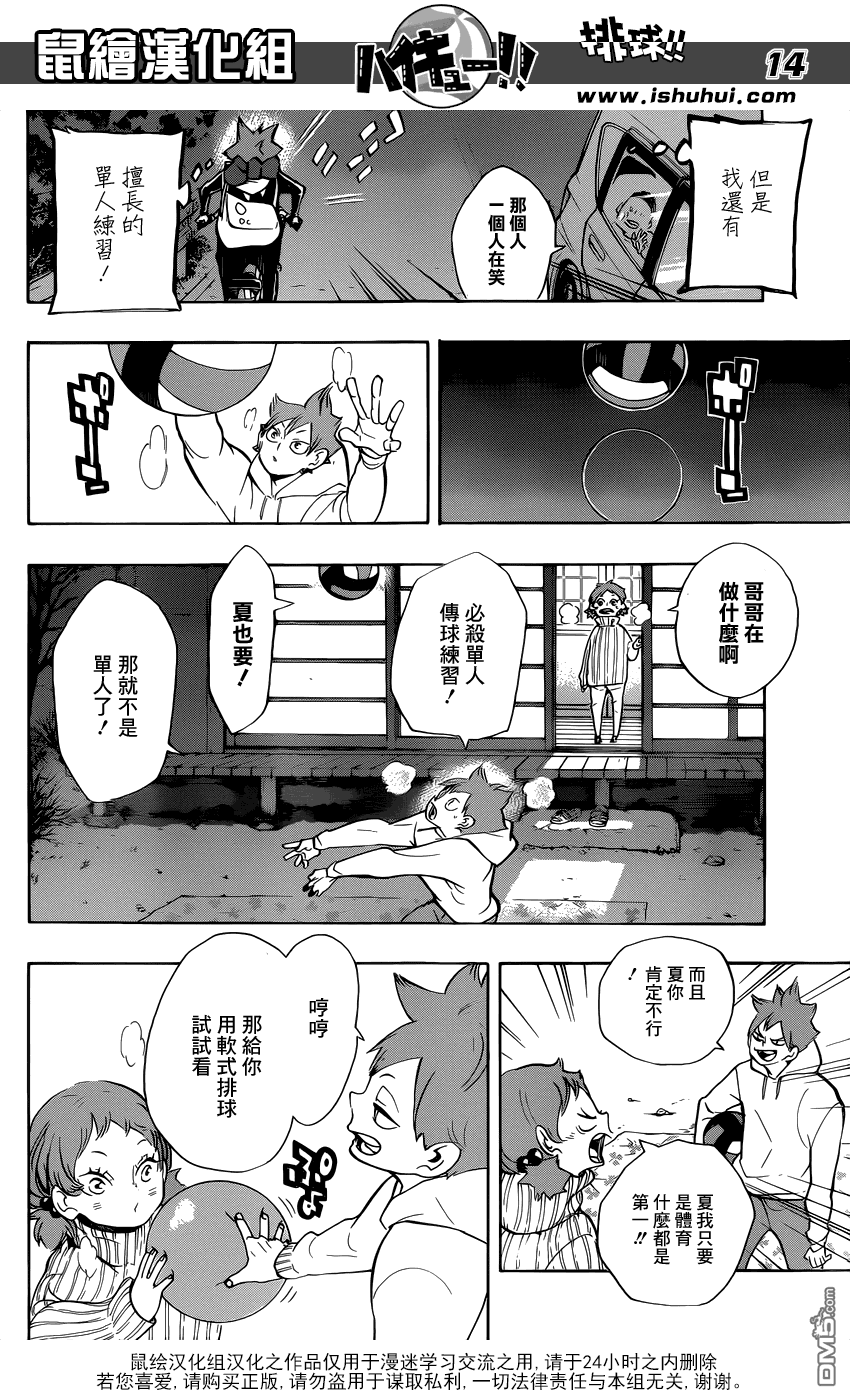 鼠繪漢化組
ハイキュー!!
排球!!
14
www.ishuhui.com
但是
我還有
那個人
一個人在笑
擅長的
單人練習！
ポーン
ポーン
哥哥在
做什麼啊
必殺單人
傳球練習！
夏也要！
那就不是
單人了！
而且
夏你
肯定不行
！
夏我只要
是體育
什麼都是
第一！！
哼哼
那給你
用軟式排球
試試看
DM5.com
鼠绘汉化组汉化之作品仅用于漫迷学习交流之用, 请于24小时之内删除
若您喜爱, 请购买正版, 请勿盗用于谋取私利, 一切法律责任与本组无关, 谢谢。